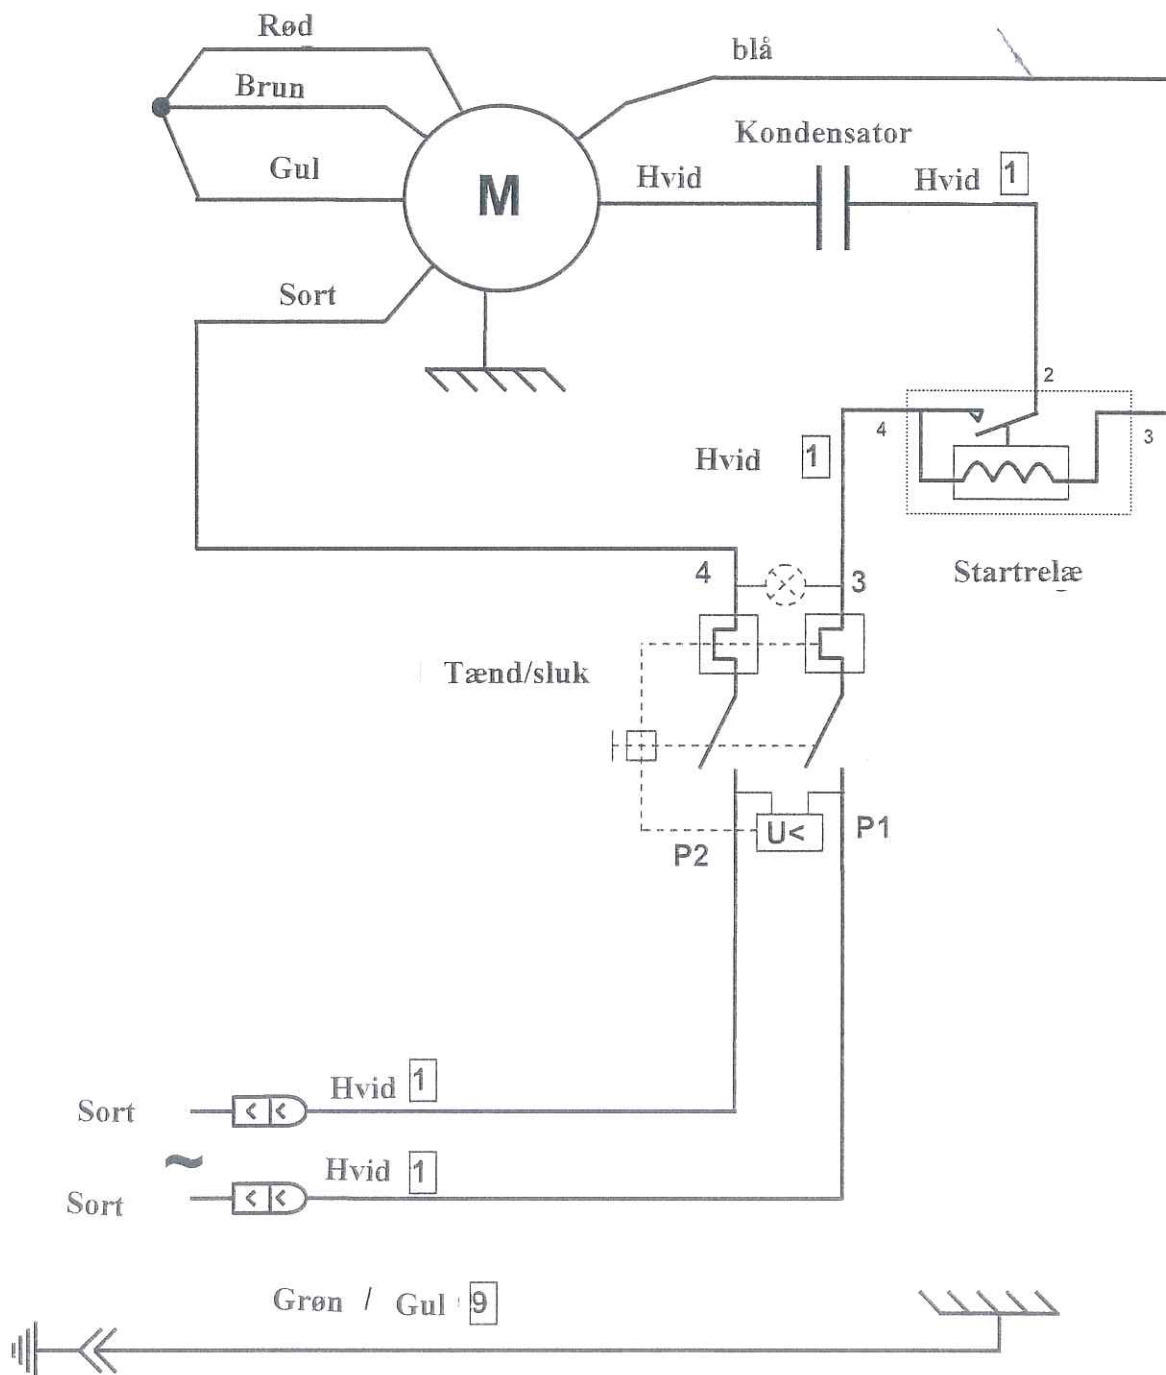 Rød
blå
Brun
Kondensator
Gul
Hvid
Hvid 1
M
Sort
2
4
3
Hvid 1
4
3
Startrelæ
Tænd/sluk
U<
P1
P2
Hvid 1
Sort
~
Hvid 1
Sort
Grøn / Gul 9